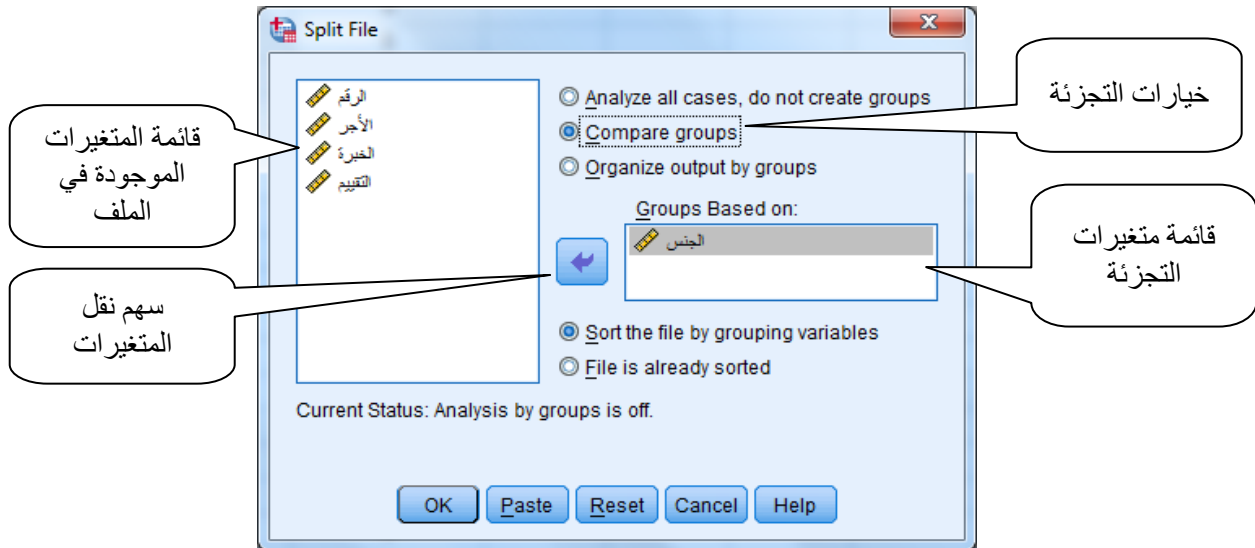 Split File
الرقم
الأجر
الخبرة
التقييم
Analyze all cases, do not create groups
Compare groups
Organize output by groups
Groups Based on:
الجنس
Sort the file by grouping variables
File is already sorted
Current Status: Analysis by groups is off.
OK
Paste
Reset
Cancel
Help
قائمة المتغيرات
الموجودة في
الملف
سهم نقل
المتغيرات
خيارات التجزئة
قائمة متغيرات
التجزئة